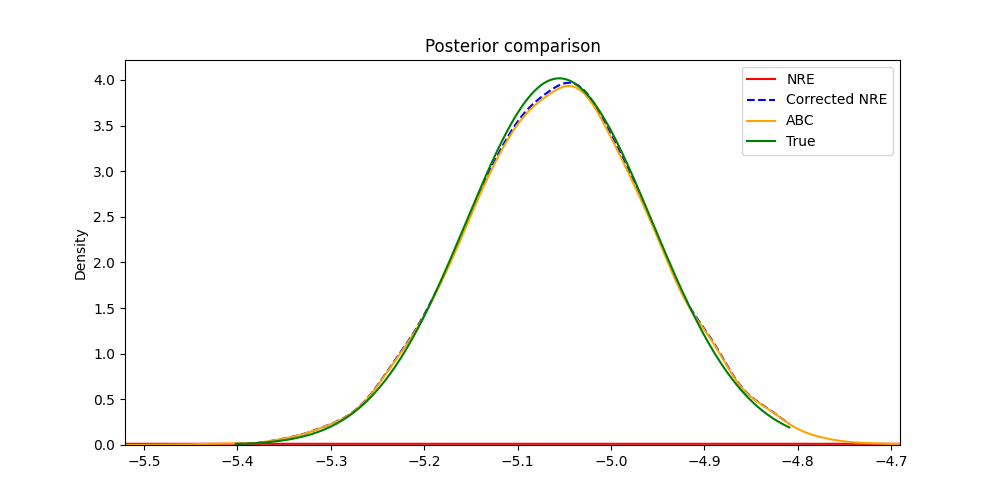 Posterior comparison
NRE
Corrected NRE
ABC
True
Density
4.0
3.5
3.0
2.5
2.0
1.5
1.0
0.5
0.0
−5.5 −5.4 −5.3 −5.2 −5.1 −5.0 −4.9 −4.8 −4.7